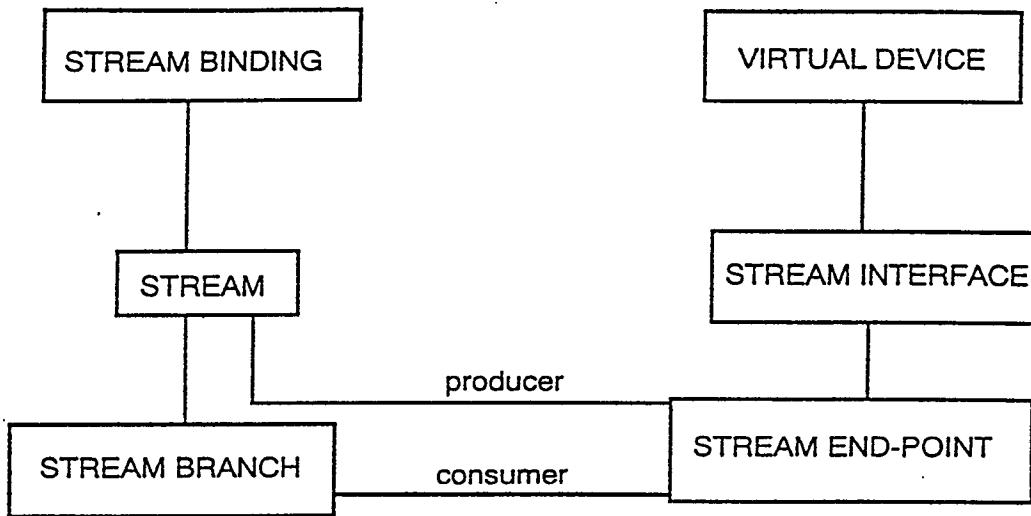 STREAM BINDING
VIRTUAL DEVICE
STREAM
STREAM INTERFACE
producer
STREAM BRANCH
consumer
STREAM END-POINT